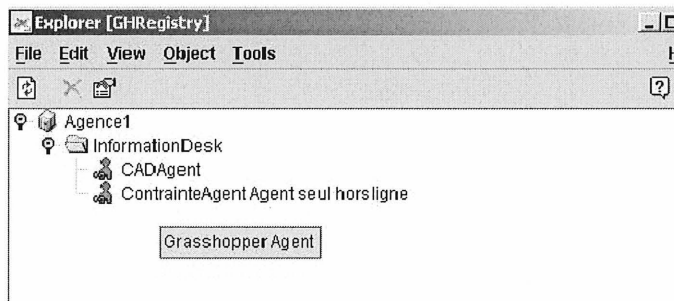 Explorer [GHRegistry]
File Edit View Object Tools
Agence1
InformationDesk
CADAgent
ContrainteAgent Agent seul horsligne
Grasshopper Agent